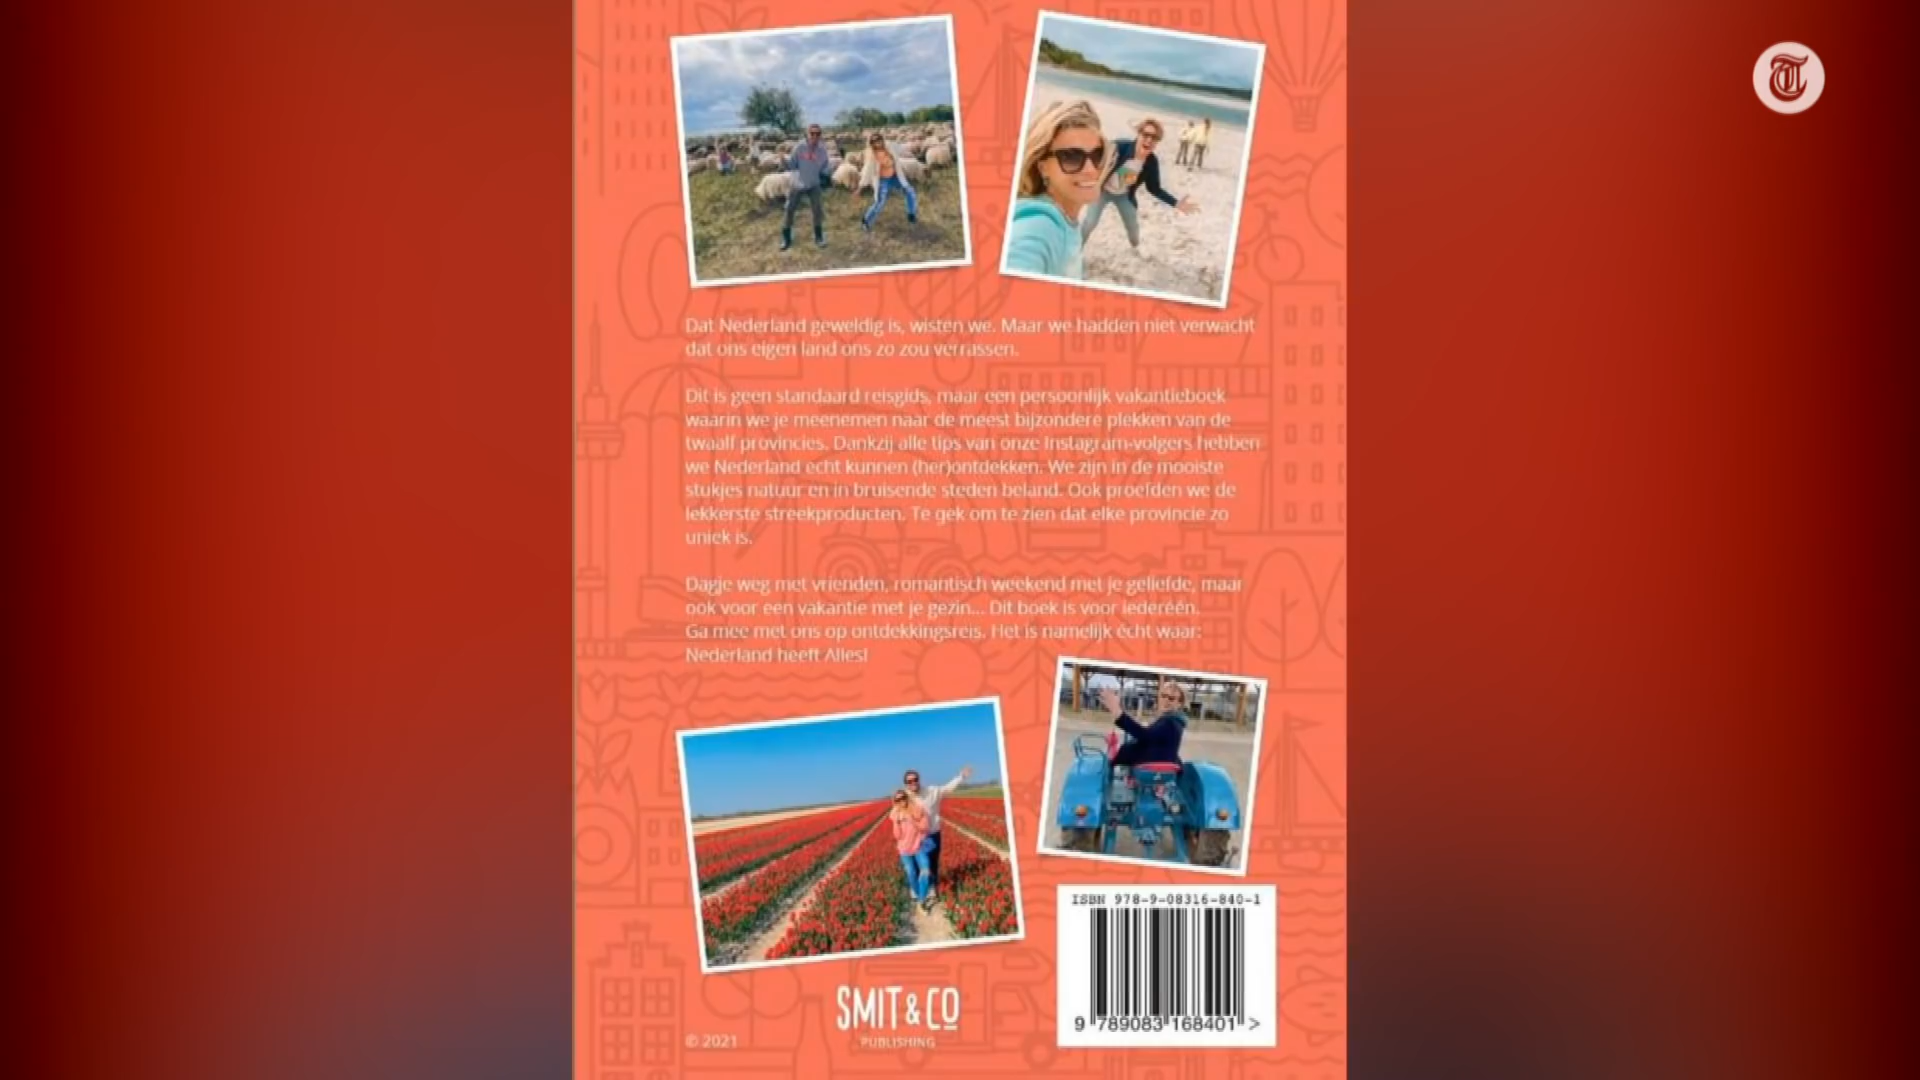 Dat Nederland geweldig is, wisten we. Maar we hadden niet verwacht
dat ons eigen land ons zo zou verrassen.
Dit is geen standaard reisgids, maar een persoonlijk vakantieboek
waarin we je meenemen naar de meest bijzondere plekken van de
twaalf provincies. Dankzij alle tips van onze Instagram-volgers hebben
we Nederland echt kunnen (her)ontdekken. We zijn in de mooiste
stukjes natuur en in bruisende steden beland. Ook proefden we de
lekkerste streekproducten. Te gek om te zien dat elke provincie zo
uniek is.
Dagje weg met vrienden, romantisch weekend met je geliefde, maar
ook voor een vakantie met je gezin... Dit boek is voor iederéén.
Ga mee met ons op ontdekkingsreis. Het is namelijk écht waar:
Nederland heeft Alles!
ISBN 978-9-08316-840-1
9 789083 168401 >
SMIT & CO
PUBLISHING
© 2021
T